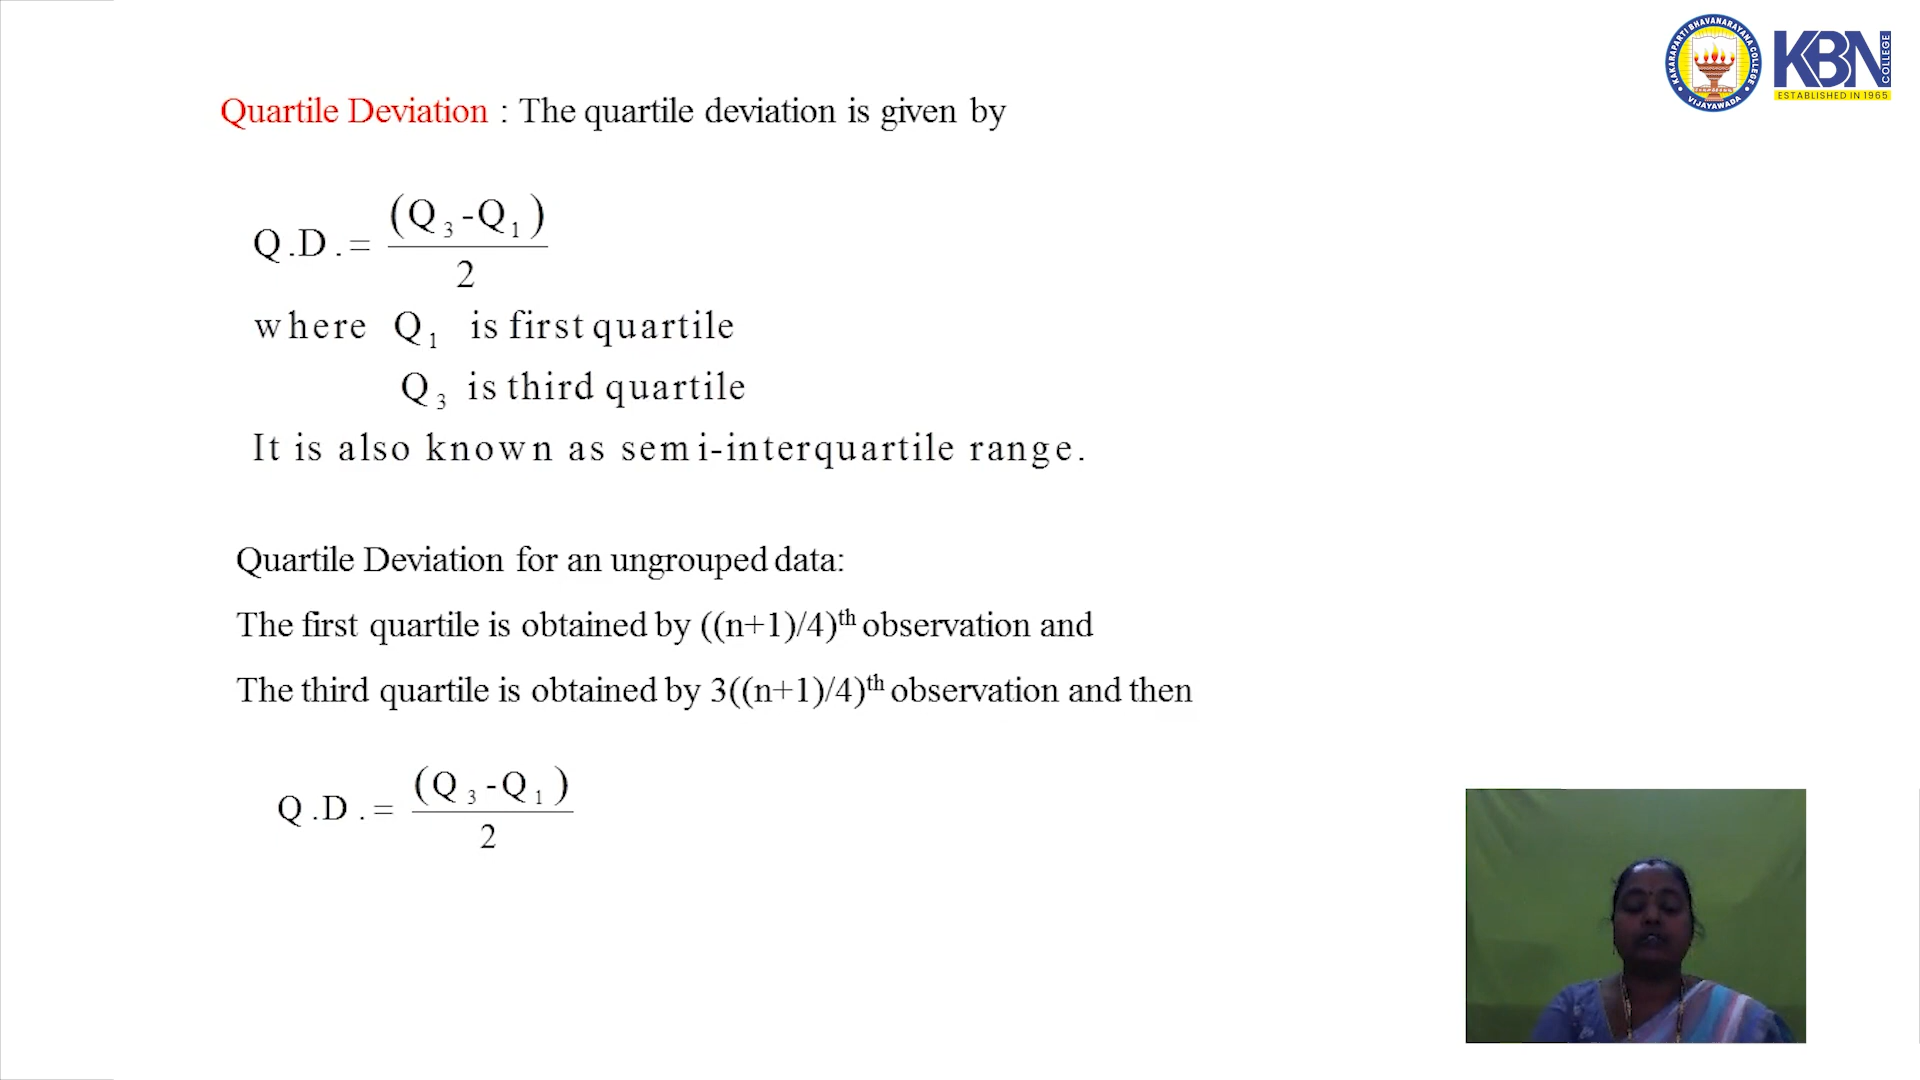 KAKARAPARTI BHAVANARAYANA COLLEGE
VIJAYAWADA
KBN
COLLEGE
ESTABLISHED IN 1965
Quartile Deviation : The quartile deviation is given by
Q.D. = (Q₃-Q₁) / 2
where Q₁ is first quartile
Q₃ is third quartile
It is also known as semi-interquartile range.
Quartile Deviation for an ungrouped data:
The first quartile is obtained by ((n+1)/4)ᵗʰ observation and
The third quartile is obtained by 3((n+1)/4)ᵗʰ observation and then
Q.D. = (Q₃-Q₁) / 2